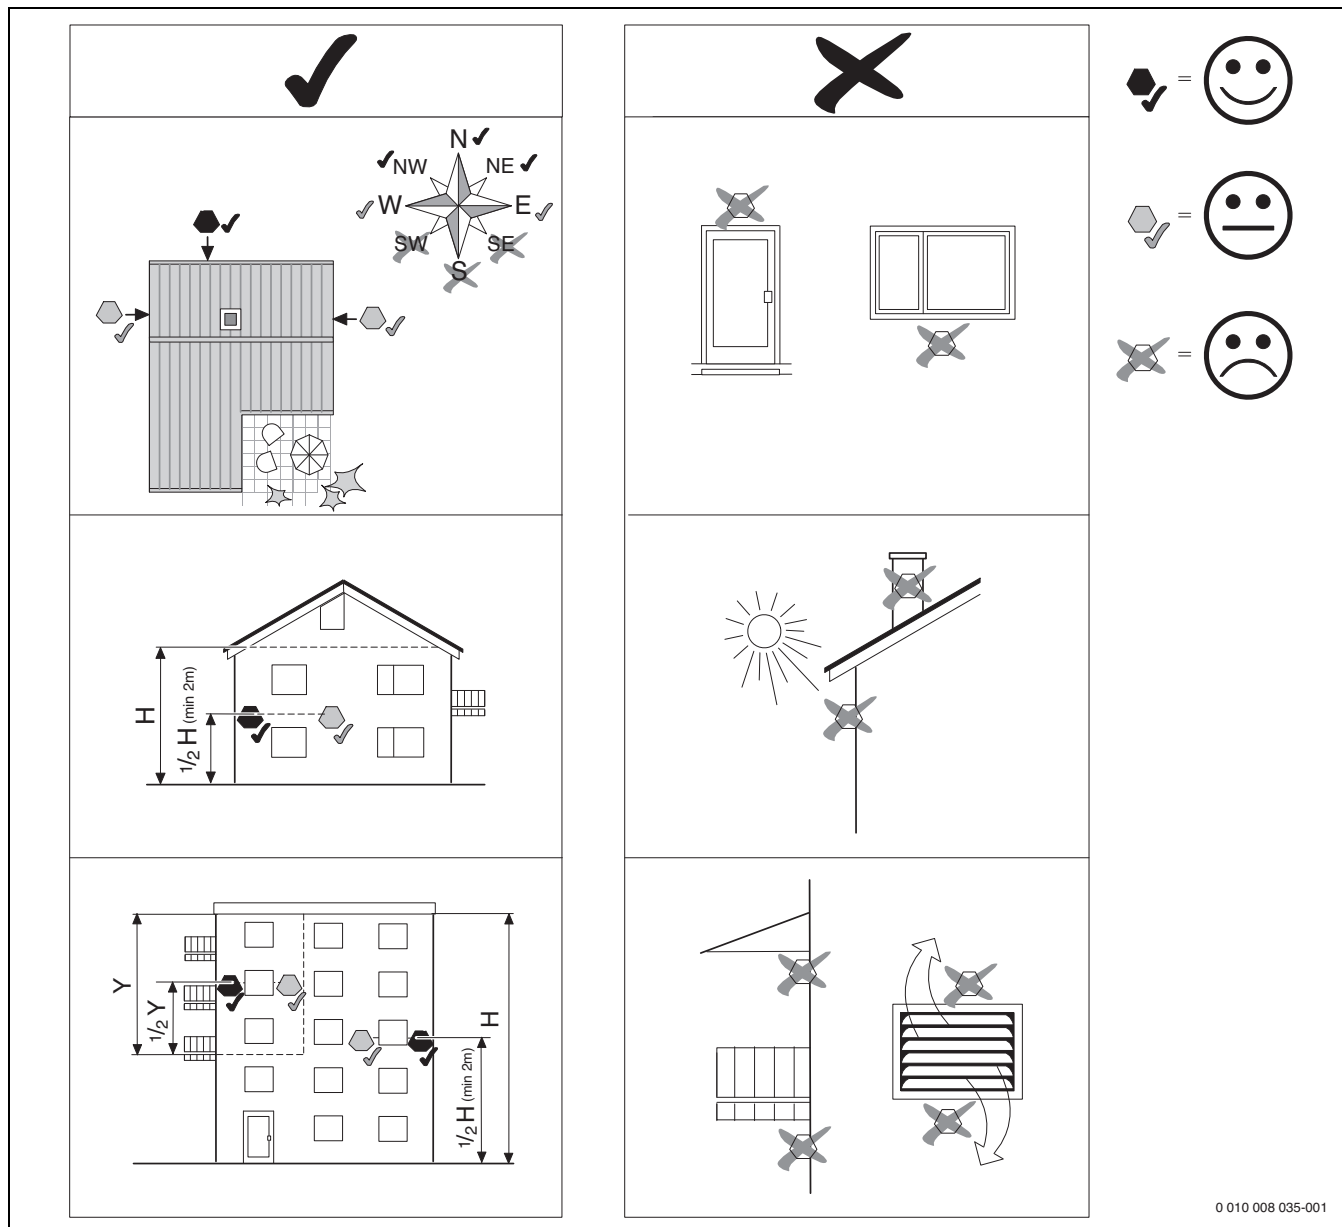 N
NW
NE
W
E
SW
SE
S
=
=
=
H
1/2 H (min 2m)
Y
1/2 Y
H
1/2 H (min 2m)
0 010 008 035-001